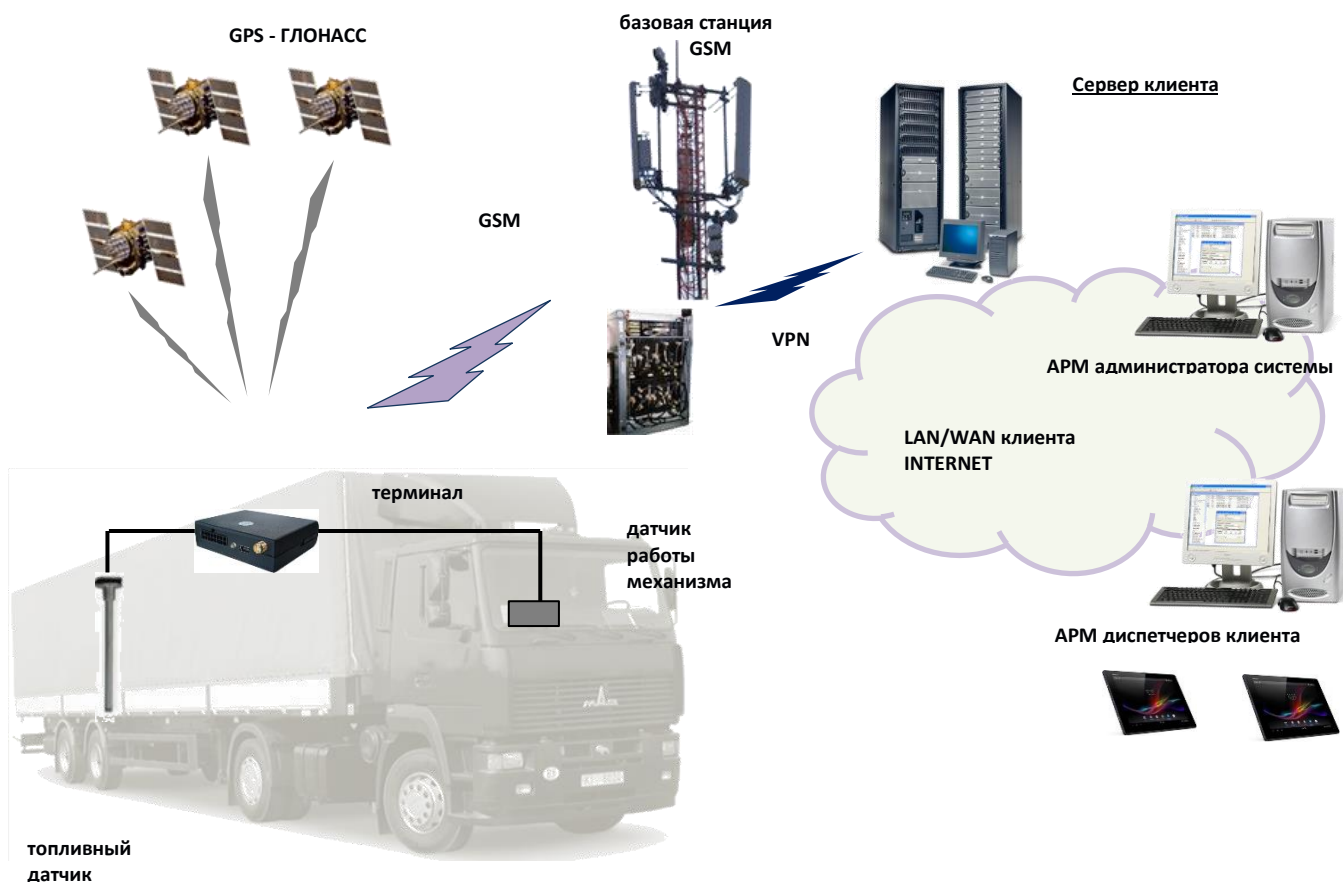 GPS - ГЛОНАСС
базовая станция
GSM
Сервер клиента
GSM
VPN
АРМ администратора системы
LAN/WAN клиента
INTERNET
терминал
датчик
работы
механизма
АРМ диспетчеров клиента
топливный
датчик